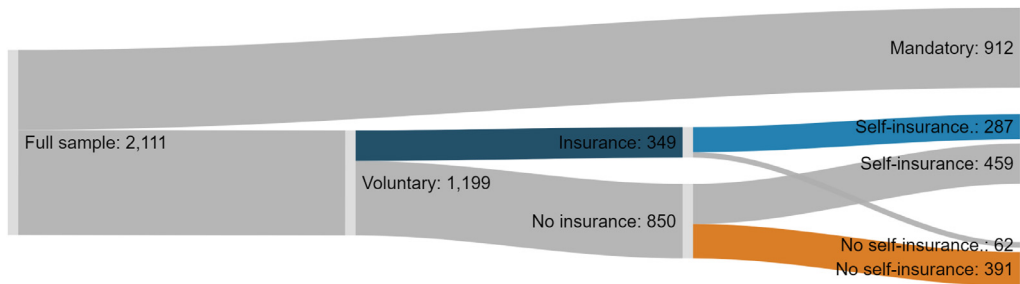 Mandatory: 912
Full sample: 2,111
Self-insurance.: 287
Insurance: 349
Self-insurance: 459
Voluntary: 1,199
No insurance: 850
No self-insurance.: 62
No self-insurance: 391